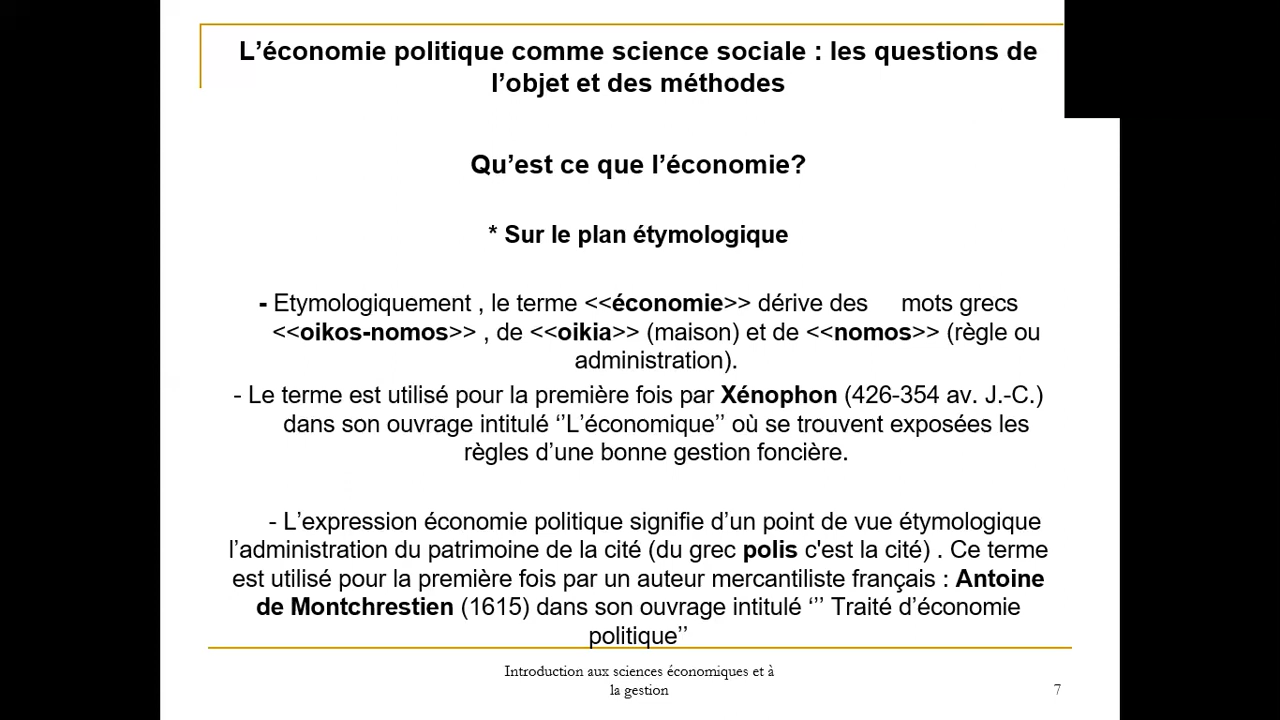 L’économie politique comme science sociale : les questions de
l’objet et des méthodes
Qu’est ce que l’économie?
* Sur le plan étymologique
- Etymologiquement , le terme <<économie>> dérive des mots grecs
<<oikos-nomos>> , de <<oikia>> (maison) et de <<nomos>> (règle ou
administration).
- Le terme est utilisé pour la première fois par Xénophon (426-354 av. J.-C.)
dans son ouvrage intitulé ‘’L’économique’’ où se trouvent exposées les
règles d’une bonne gestion foncière.
- L’expression économie politique signifie d’un point de vue étymologique
l’administration du patrimoine de la cité (du grec polis c'est la cité) . Ce terme
est utilisé pour la première fois par un auteur mercantiliste français : Antoine
de Montchrestien (1615) dans son ouvrage intitulé ‘’’ Traité d’économie
politique’’
Introduction aux sciences économiques et à
la gestion
7